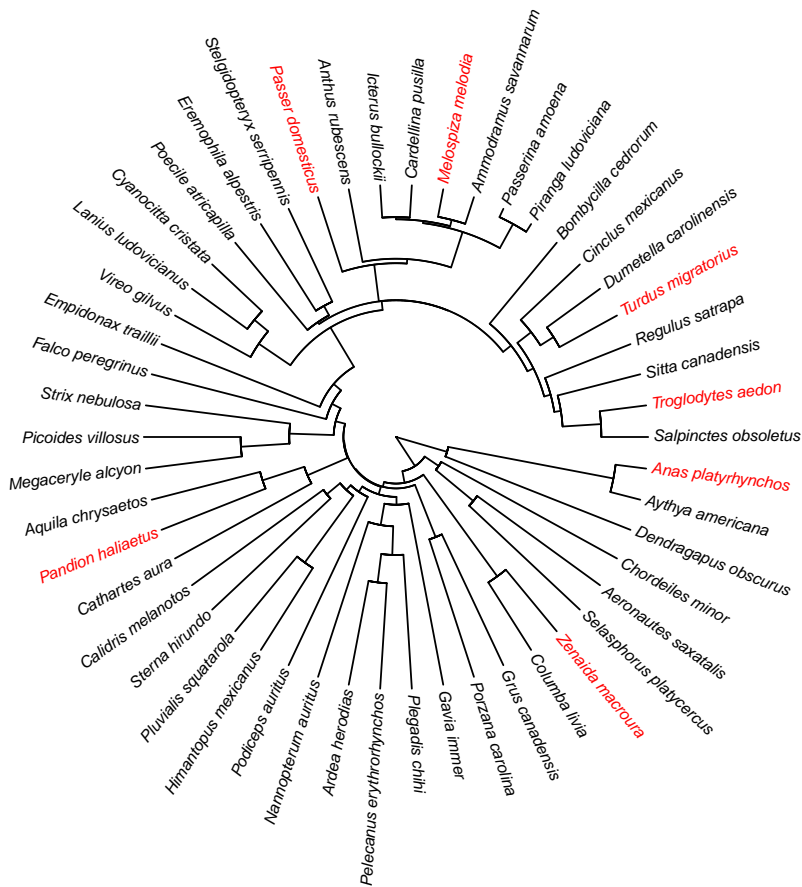 Stelgidopteryx serripennis
Passer domesticus
Anthus rubescens
Icterus bullockii
Cardellina pusilla
Melospiza melodia
Ammodramus savannarum
Passerina amoena
Piranga ludoviciana
Bombycilla cedrorum
Cinclus mexicanus
Dumetella carolinensis
Turdus migratorius
Regulus satrapa
Sitta canadensis
Troglodytes aedon
Salpinctes obsoletus
Anas platyrhynchos
Aythya americana
Dendragapus obscurus
Chordeiles minor
Aeronautes saxatalis
Selasphorus platycercus
Zenaida macroura
Columba livia
Grus canadensis
Porzana carolina
Gavia immer
Plegadis chihi
Pelecanus erythrorhynchos
Ardea herodias
Nannopterum auritus
Podiceps auritus
Himantopus mexicanus
Pluvialis squatarola
Sterna hirundo
Calidris melanotos
Cathartes aura
Pandion haliaetus
Aquila chrysaetos
Megaceryle alcyon
Picoides villosus
Strix nebulosa
Falco peregrinus
Empidonax traillii
Vireo gilvus
Lanius ludovicianus
Cyanocitta cristata
Poecile atricapilla
Eremophila alpestris